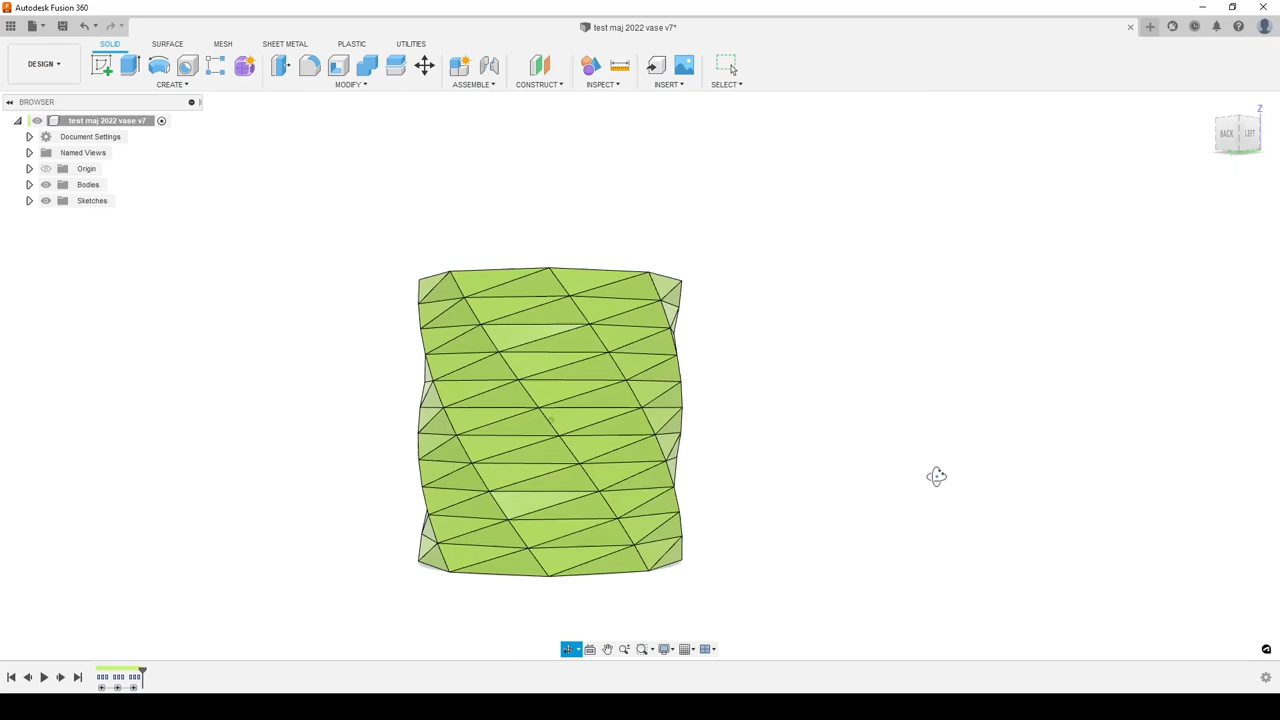 Autodesk Fusion 360
test maj 2022 vase v7*
DESIGN
SOLID SURFACE MESH SHEET METAL PLASTIC UTILITIES
CREATE MODIFY ASSEMBLE CONSTRUCT INSPECT INSERT SELECT
BROWSER
test maj 2022 vase v7
Document Settings
Named Views
Origin
Bodies
Sketches
Z
BACK LEFT